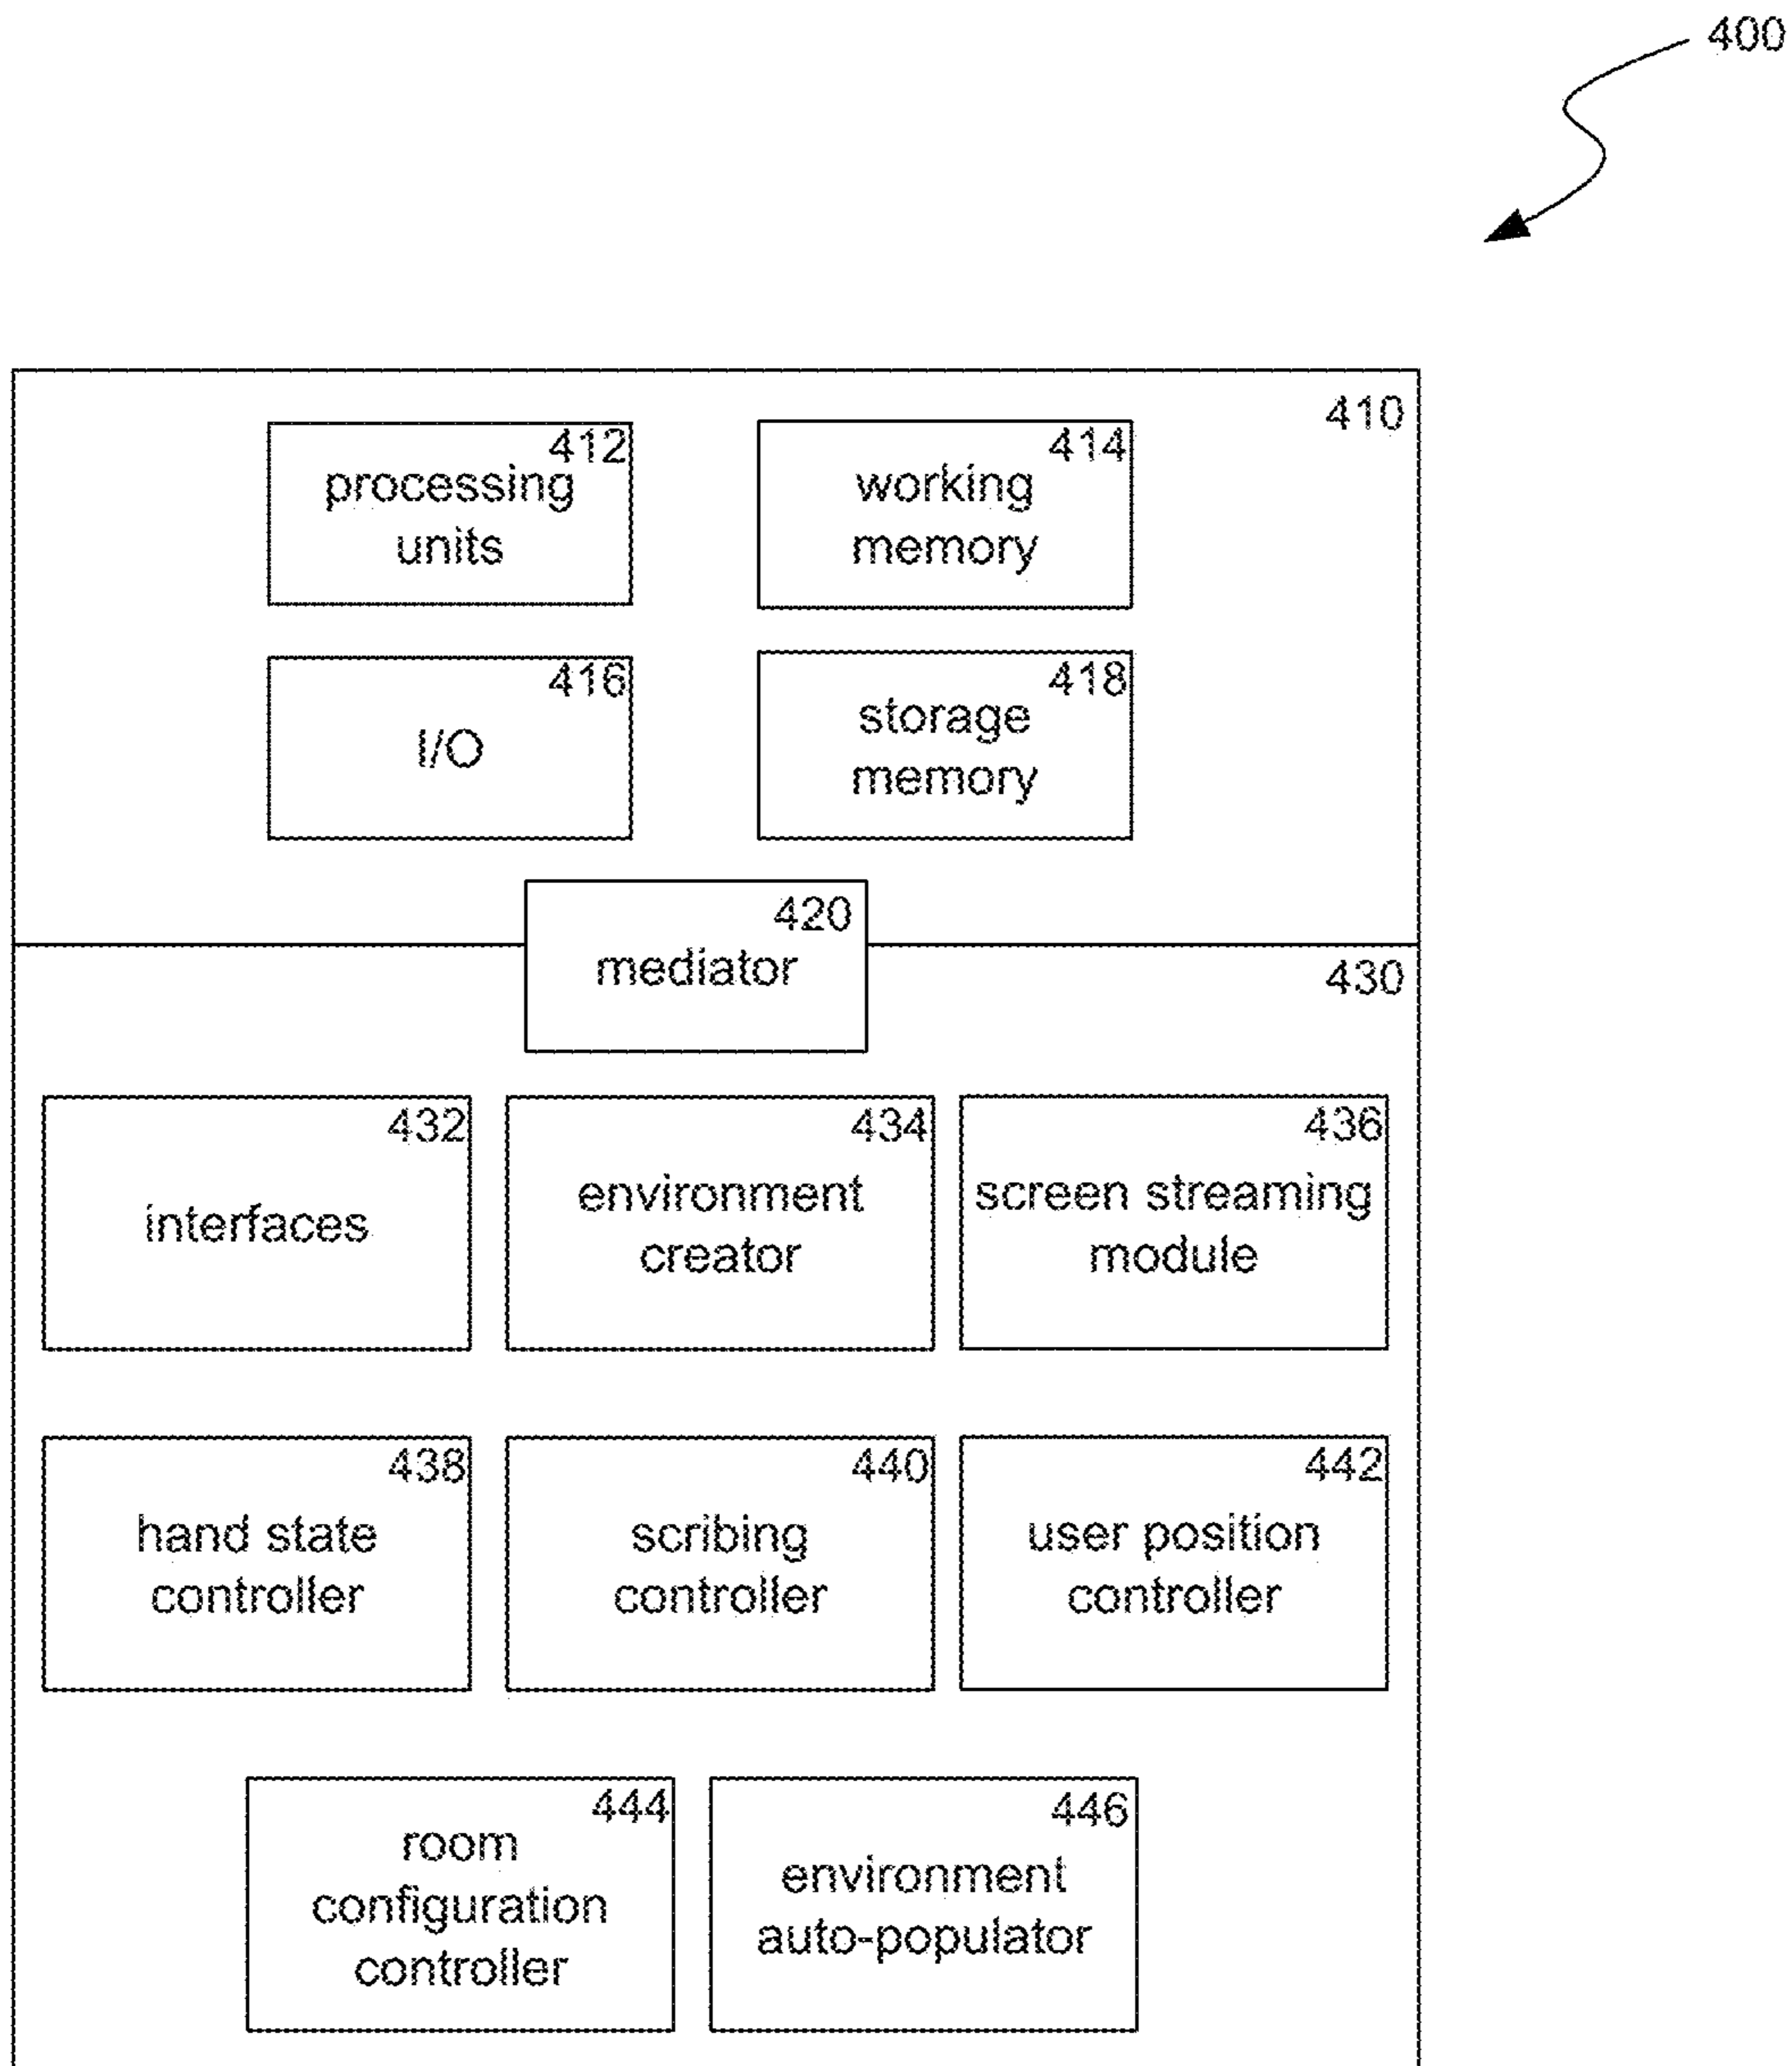 400
410
412
processing
units
414
working
memory
416
I/O
418
storage
memory
420
mediator
430
432
interfaces
434
environment
creator
436
screen streaming
module
438
hand state
controller
440
scribing
controller
442
user position
controller
444
room
configuration
controller
446
environment
auto-populator